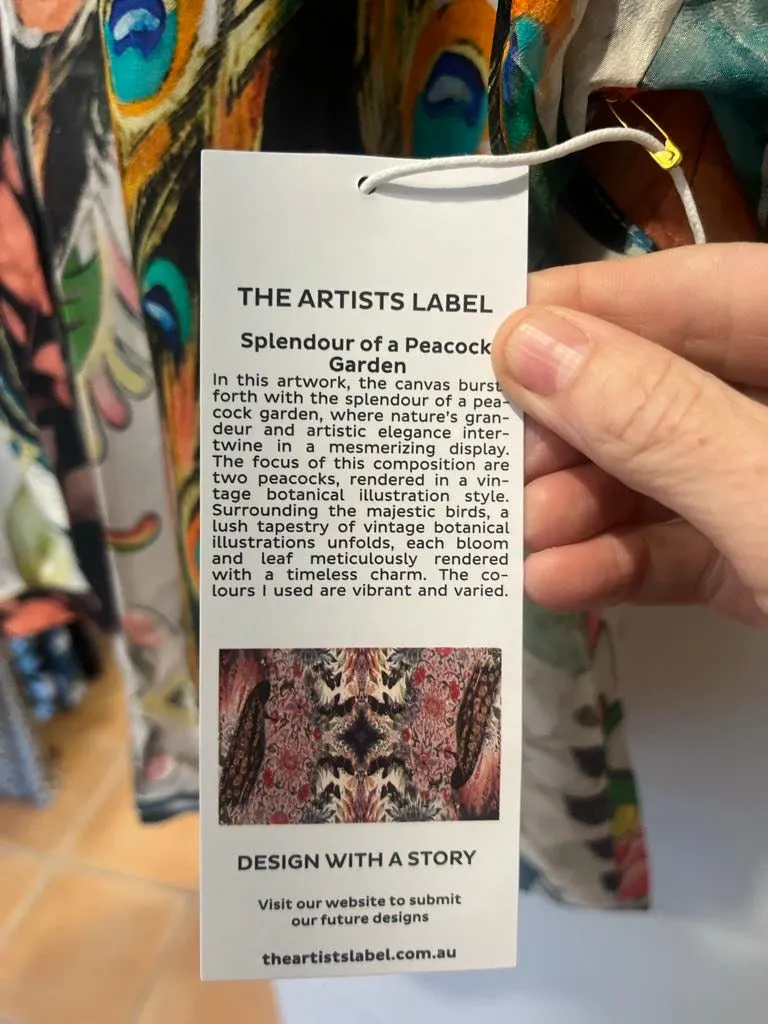 THE ARTISTS LABEL
Splendour of a Peacock
Garden
In this artwork, the canvas burst
forth with the splendour of a pea-
cock garden, where nature's gran-
deur and artistic elegance inter-
twine in a mesmerizing display.
The focus of this composition are
two peacocks, rendered in a vin-
tage botanical illustration style.
Surrounding the majestic birds, a
lush tapestry of vintage botanical
illustrations unfolds, each bloom
and leaf meticulously rendered
with a timeless charm. The co-
lours I used are vibrant and varied.
DESIGN WITH A STORY
Visit our website to submit
our future designs
theartistslabel.com.au